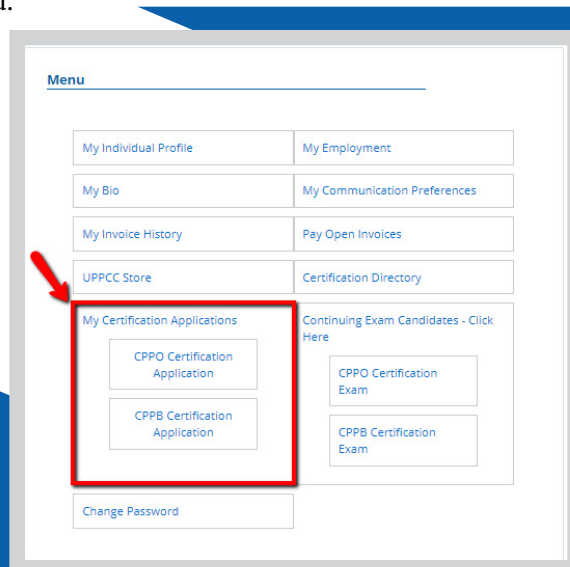 Menu
My Individual Profile
My Employment
My Bio
My Communication Preferences
My Invoice History
Pay Open Invoices
UPPCC Store
Certification Directory
My Certification Applications
CPPO Certification
Application
CPPB Certification
Application
Continuing Exam Candidates - Click
Here
CPPO Certification
Exam
CPPB Certification
Exam
Change Password